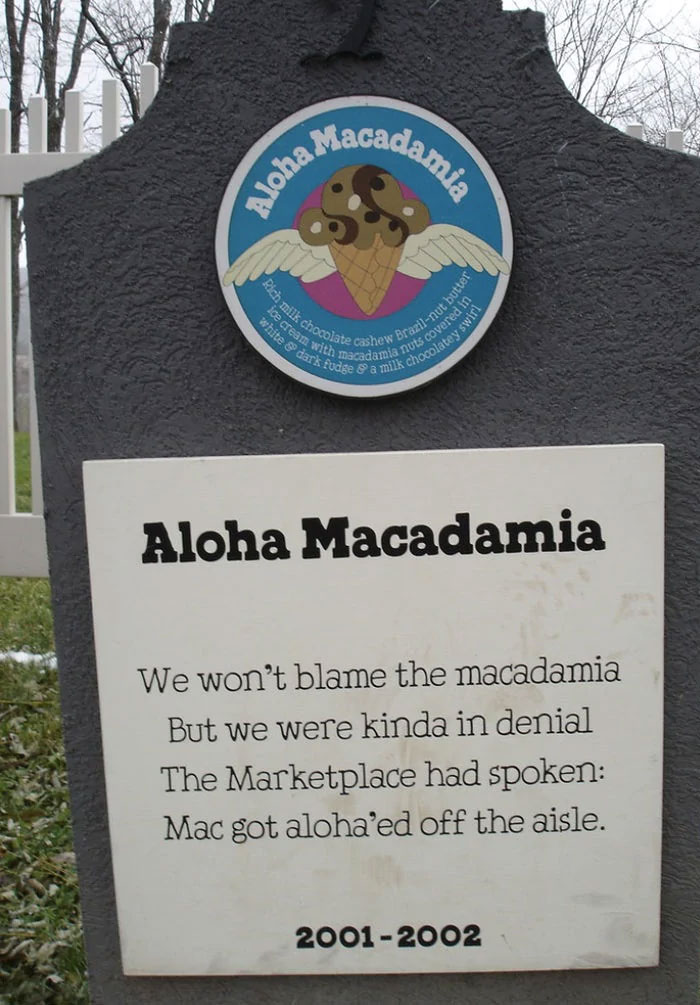 Aloha Macadamia
Rich milk chocolate cashew Brazil-nut butter
ice cream with macadamia nuts covered in
white & dark fudge & a milk chocolatey swirl
Aloha Macadamia
We won't blame the macadamia
But we were kinda in denial
The Marketplace had spoken:
Mac got aloha'ed off the aisle.
2001-2002